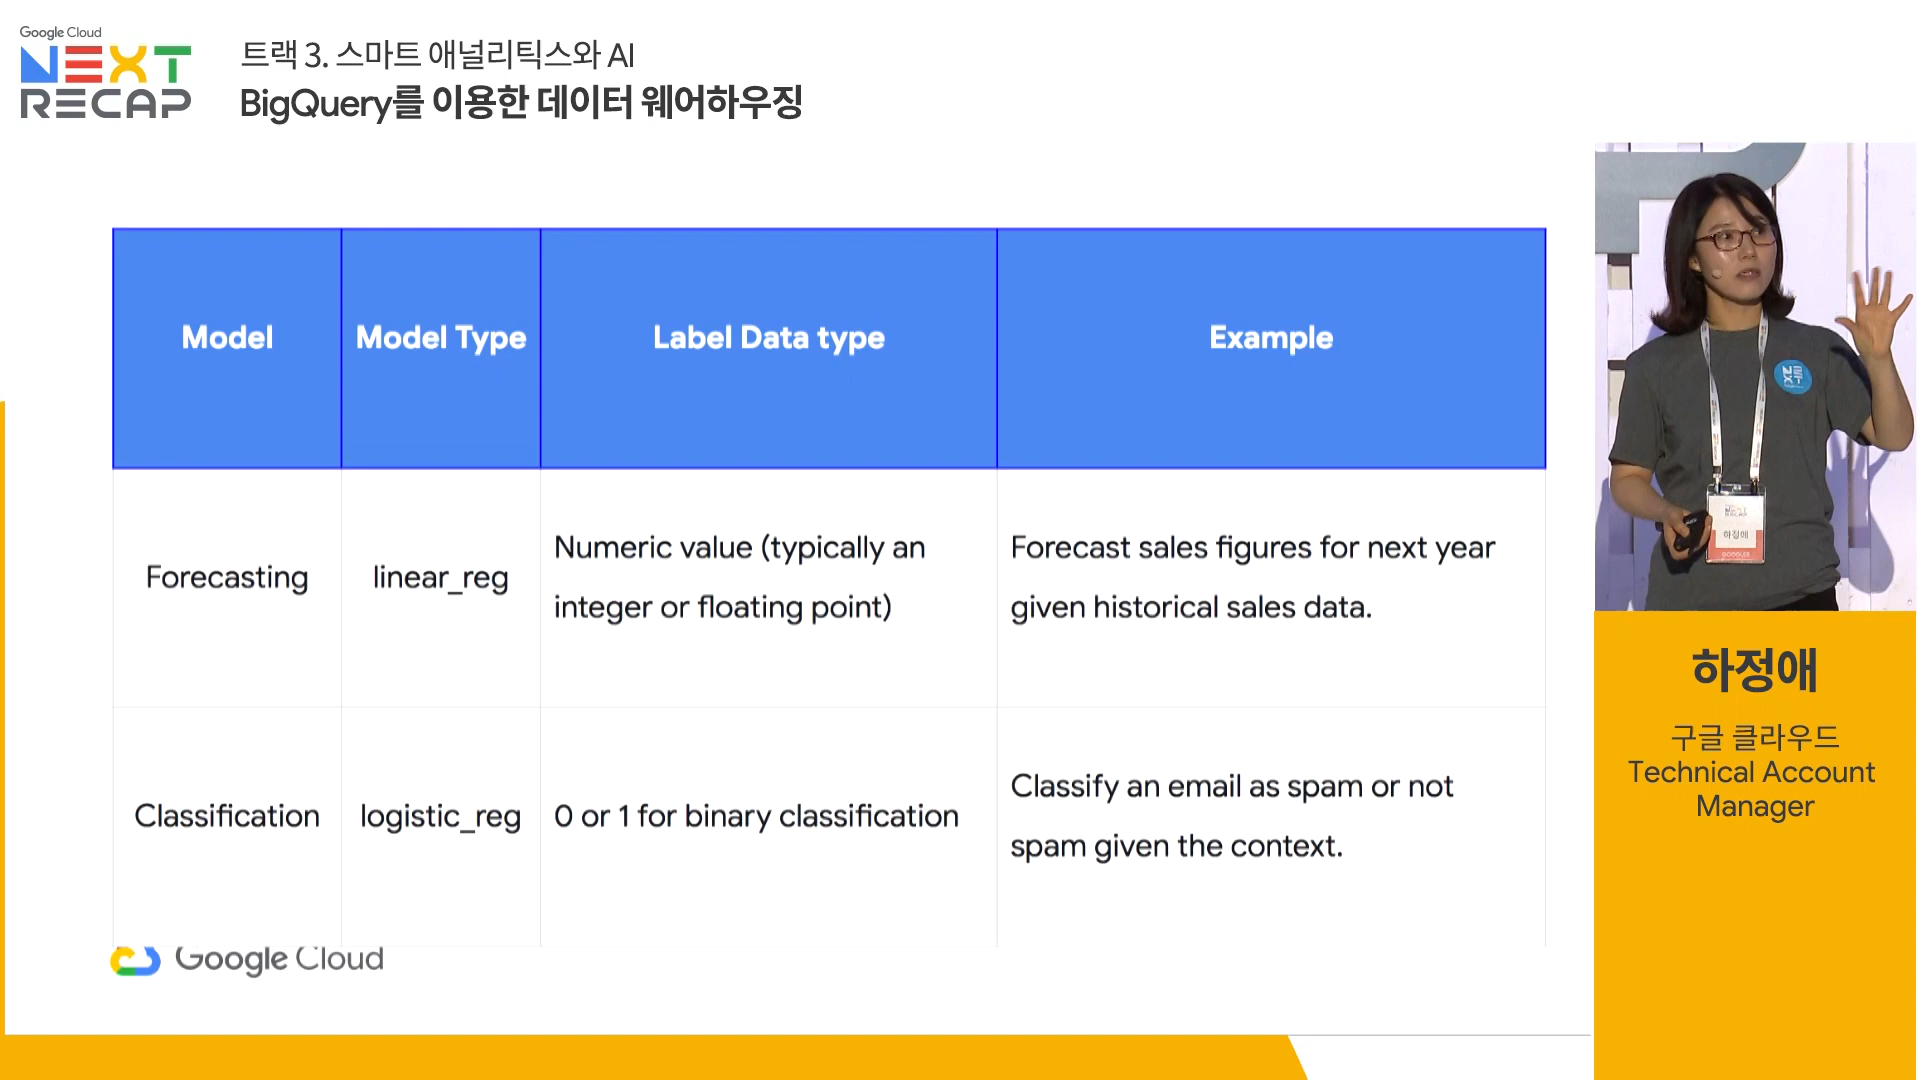 Google Cloud
NEXT
RECAP
트랙 3. 스마트 애널리틱스와 AI
BigQuery를 이용한 데이터 웨어하우징
Model
Model Type
Label Data type
Example
Forecasting
linear_reg
Numeric value (typically an
integer or floating point)
Forecast sales figures for next year
given historical sales data.
Classification
logistic_reg
0 or 1 for binary classification
Classify an email as spam or not
spam given the context.
Google Cloud
하정애
GOOGLER
하정애
구글 클라우드
Technical Account
Manager